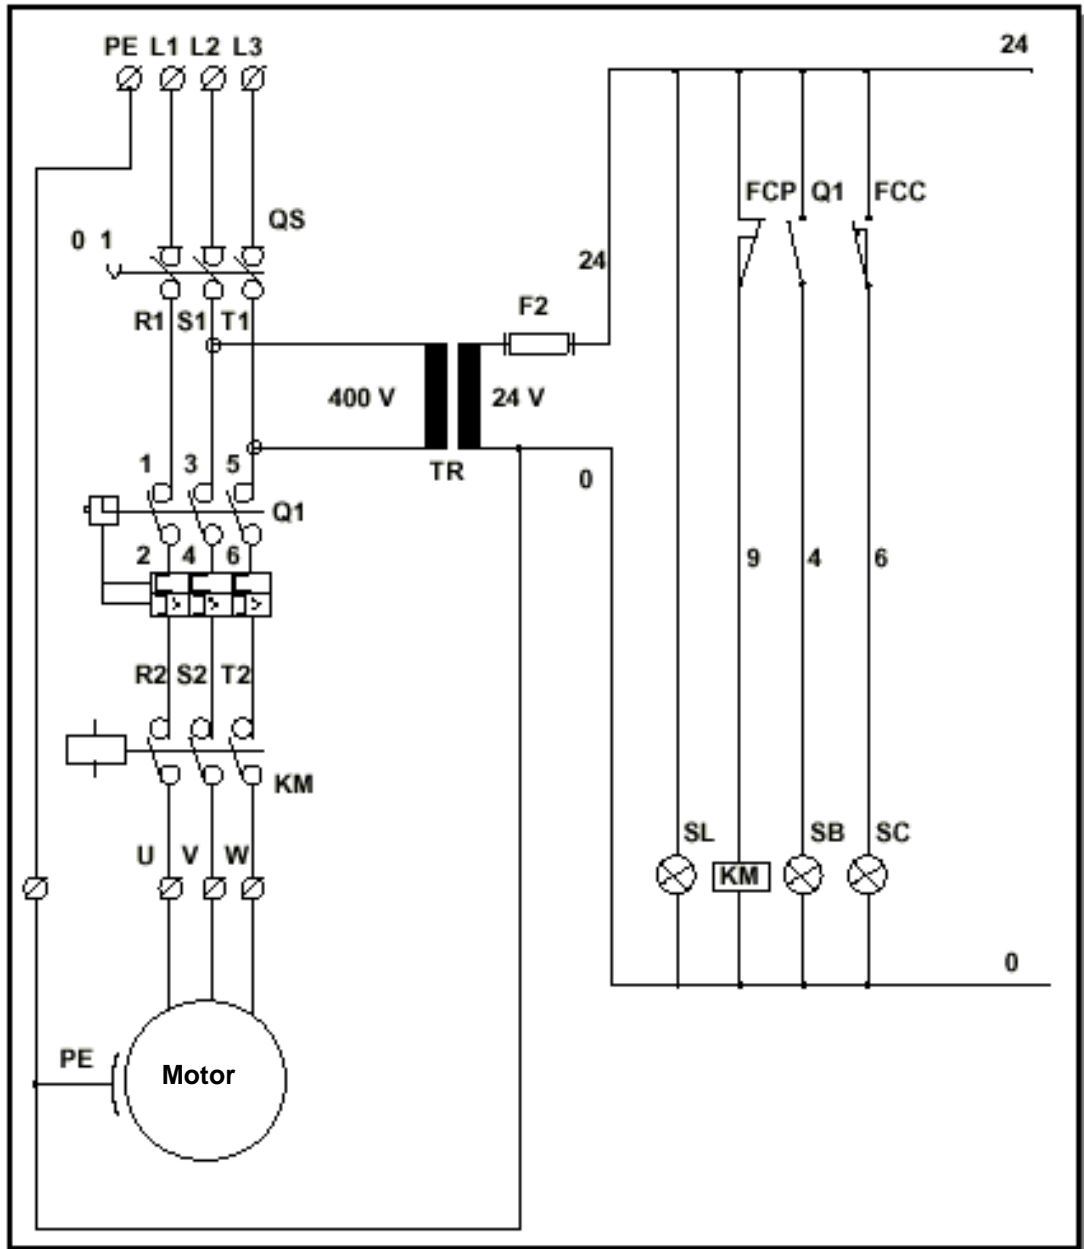 PE L1 L2 L3
24
FCP Q1 FCC
QS
0 1
24
F2
R1 S1 T1
400 V
24 V
TR
0
1 3 5
Q1
2 4 6
9 4 6
R2 S2 T2
KM
SL
SB
SC
U V W
KM
0
PE
Motor